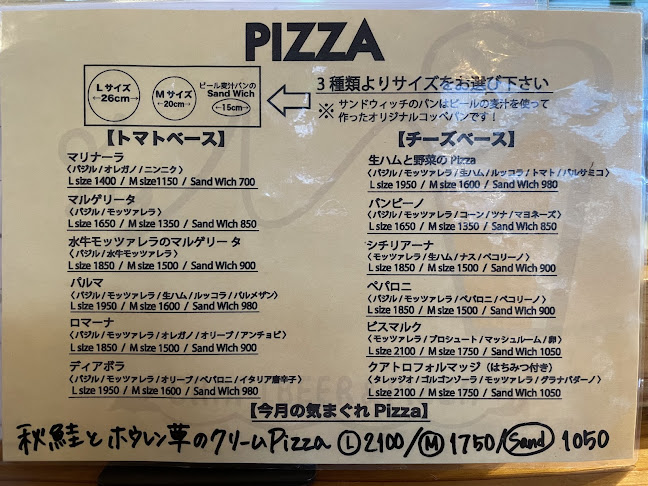 PIZZA
Lサイズ
←26cm→
Mサイズ
←20cm→
ビール麦汁パンの
Sand Wich
←15cm→
3種類よりサイズをお選び下さい
※ サンドウィッチのパンはビールの麦汁を使って
作ったオリジナルコッペパンです！
【トマトベース】
マリナーラ
〈バジル/オレガノ/ニンニク〉
L size 1400 / M size1150 / Sand Wich 700
マルゲリータ
〈バジル/モッツァレラ〉
L size 1650 / M size 1350 / Sand Wich 850
水牛モッツァレラのマルゲリータ
〈バジル/水牛モッツァレラ〉
L size 1850 / M size 1500 / Sand Wich 900
パルマ
〈バジル/モッツァレラ/生ハム/ルッコラ/パルメザン〉
L size 1950 / M size 1600 / Sand Wich 980
ロマーナ
〈バジル/モッツァレラ/オレガノ/オリーブ/アンチョビ〉
L size 1850 / M size 1500 / Sand Wich 900
ディアボラ
〈バジル/モッツァレラ/オリーブ/ペパロニ/イタリア唐辛子〉
L size 1950 / M size 1600 / Sand Wich 980
【チーズベース】
生ハムと野菜の Pizza
〈バジル/モッツァレラ/生ハム/ルッコラ/トマト/バルサミコ〉
L size 1950 / M size 1600 / Sand Wich 980
バンビーノ
〈バジル/モッツァレラ/コーン/ツナ/マヨネーズ〉
L size 1650 / M size 1350 / Sand Wich 850
シチリアーナ
〈モッツァレラ/生ハム/ナス/ペコリーノ〉
L size 1850 / M size 1500 / Sand Wich 900
ペパロニ
〈バジル/モッツァレラ/ペパロニ/ペコリーノ〉
L size 1850 / M size 1500 / Sand Wich 900
ビスマルク
〈モッツァレラ/プロシュート/マッシュルーム/卵〉
L size 2100 / M size 1750 / Sand Wich 1050
クアトロフォルマッジ（はちみつ付き）
〈タレッジオ/ゴルゴンゾーラ/モッツァレラ/グラナパダーノ〉
L size 2100 / M size 1750 / Sand Wich 1050
【今月の気まぐれ Pizza】
秋鮭とホウレン草のクリームPizza Ⓛ2100/Ⓜ1750/Sand 1050